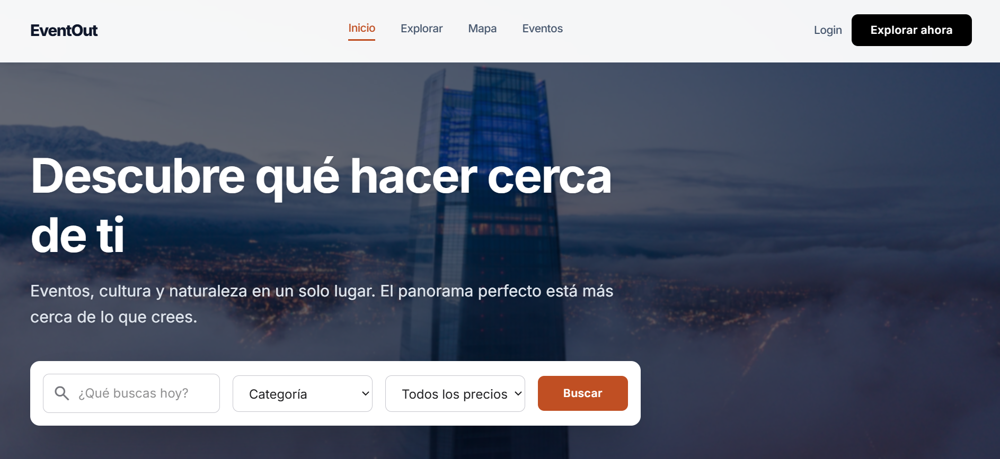 EventOut
Inicio
Explorar
Mapa
Eventos
Login
Explorar ahora
Descubre qué hacer cerca
de ti
Eventos, cultura y naturaleza en un solo lugar. El panorama perfecto está más
cerca de lo que crees.
¿Qué buscas hoy?
Categoría
Todos los precios
Buscar